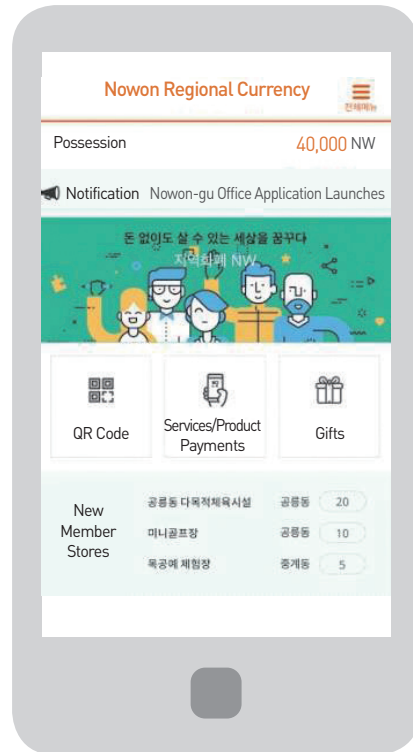 Nowon Regional Currency
전체메뉴
Possession 40,000 NW
Notification Nowon-gu Office Application Launches
돈 없이도 살 수 있는 세상을 꿈꾸다
지역화폐 NW
QR Code
Services/Product
Payments
Gifts
New
Member
Stores
공릉동 다목적체육시설 공릉동 20
미니골프장 공릉동 10
목공예 체험장 중계동 5